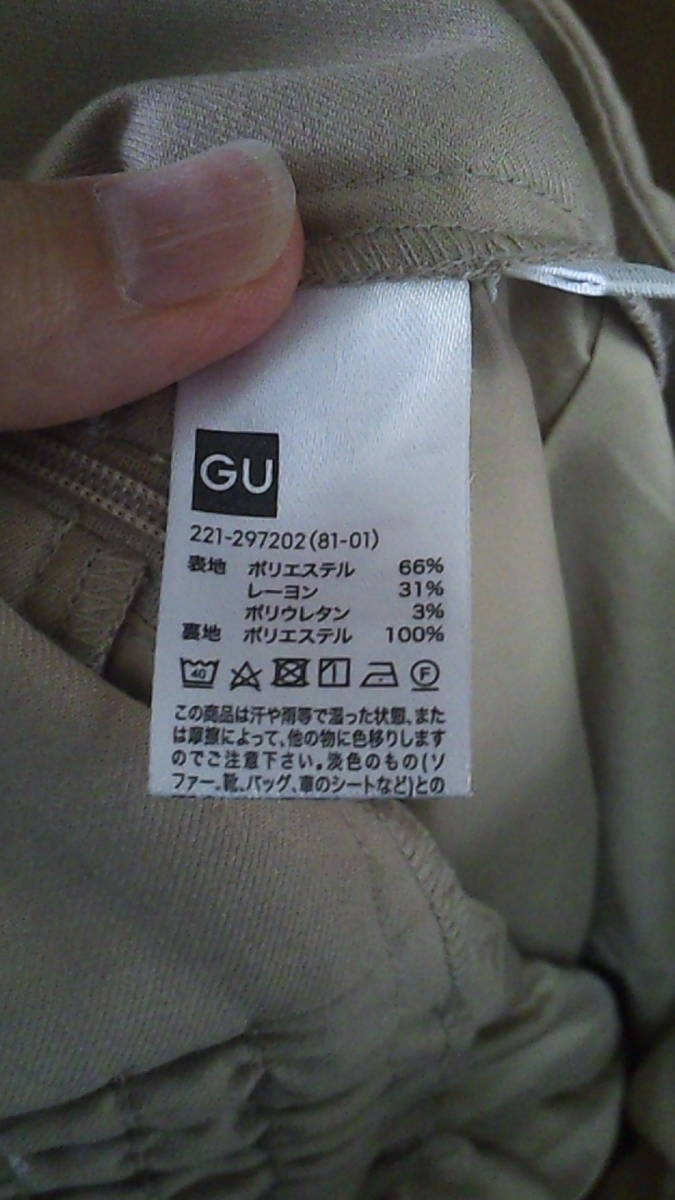 GU
221-297202(81-01)
表地 ポリエステル 66%
レーヨン 31%
ポリウレタン 3%
裏地 ポリエステル 100%
40 F
この商品は汗や雨等で湿った状態、また
は摩擦によって、他の物に色移りします
のでご注意下さい。淡色のもの(ソ
ファー、靴、バッグ、車のシートなど)との